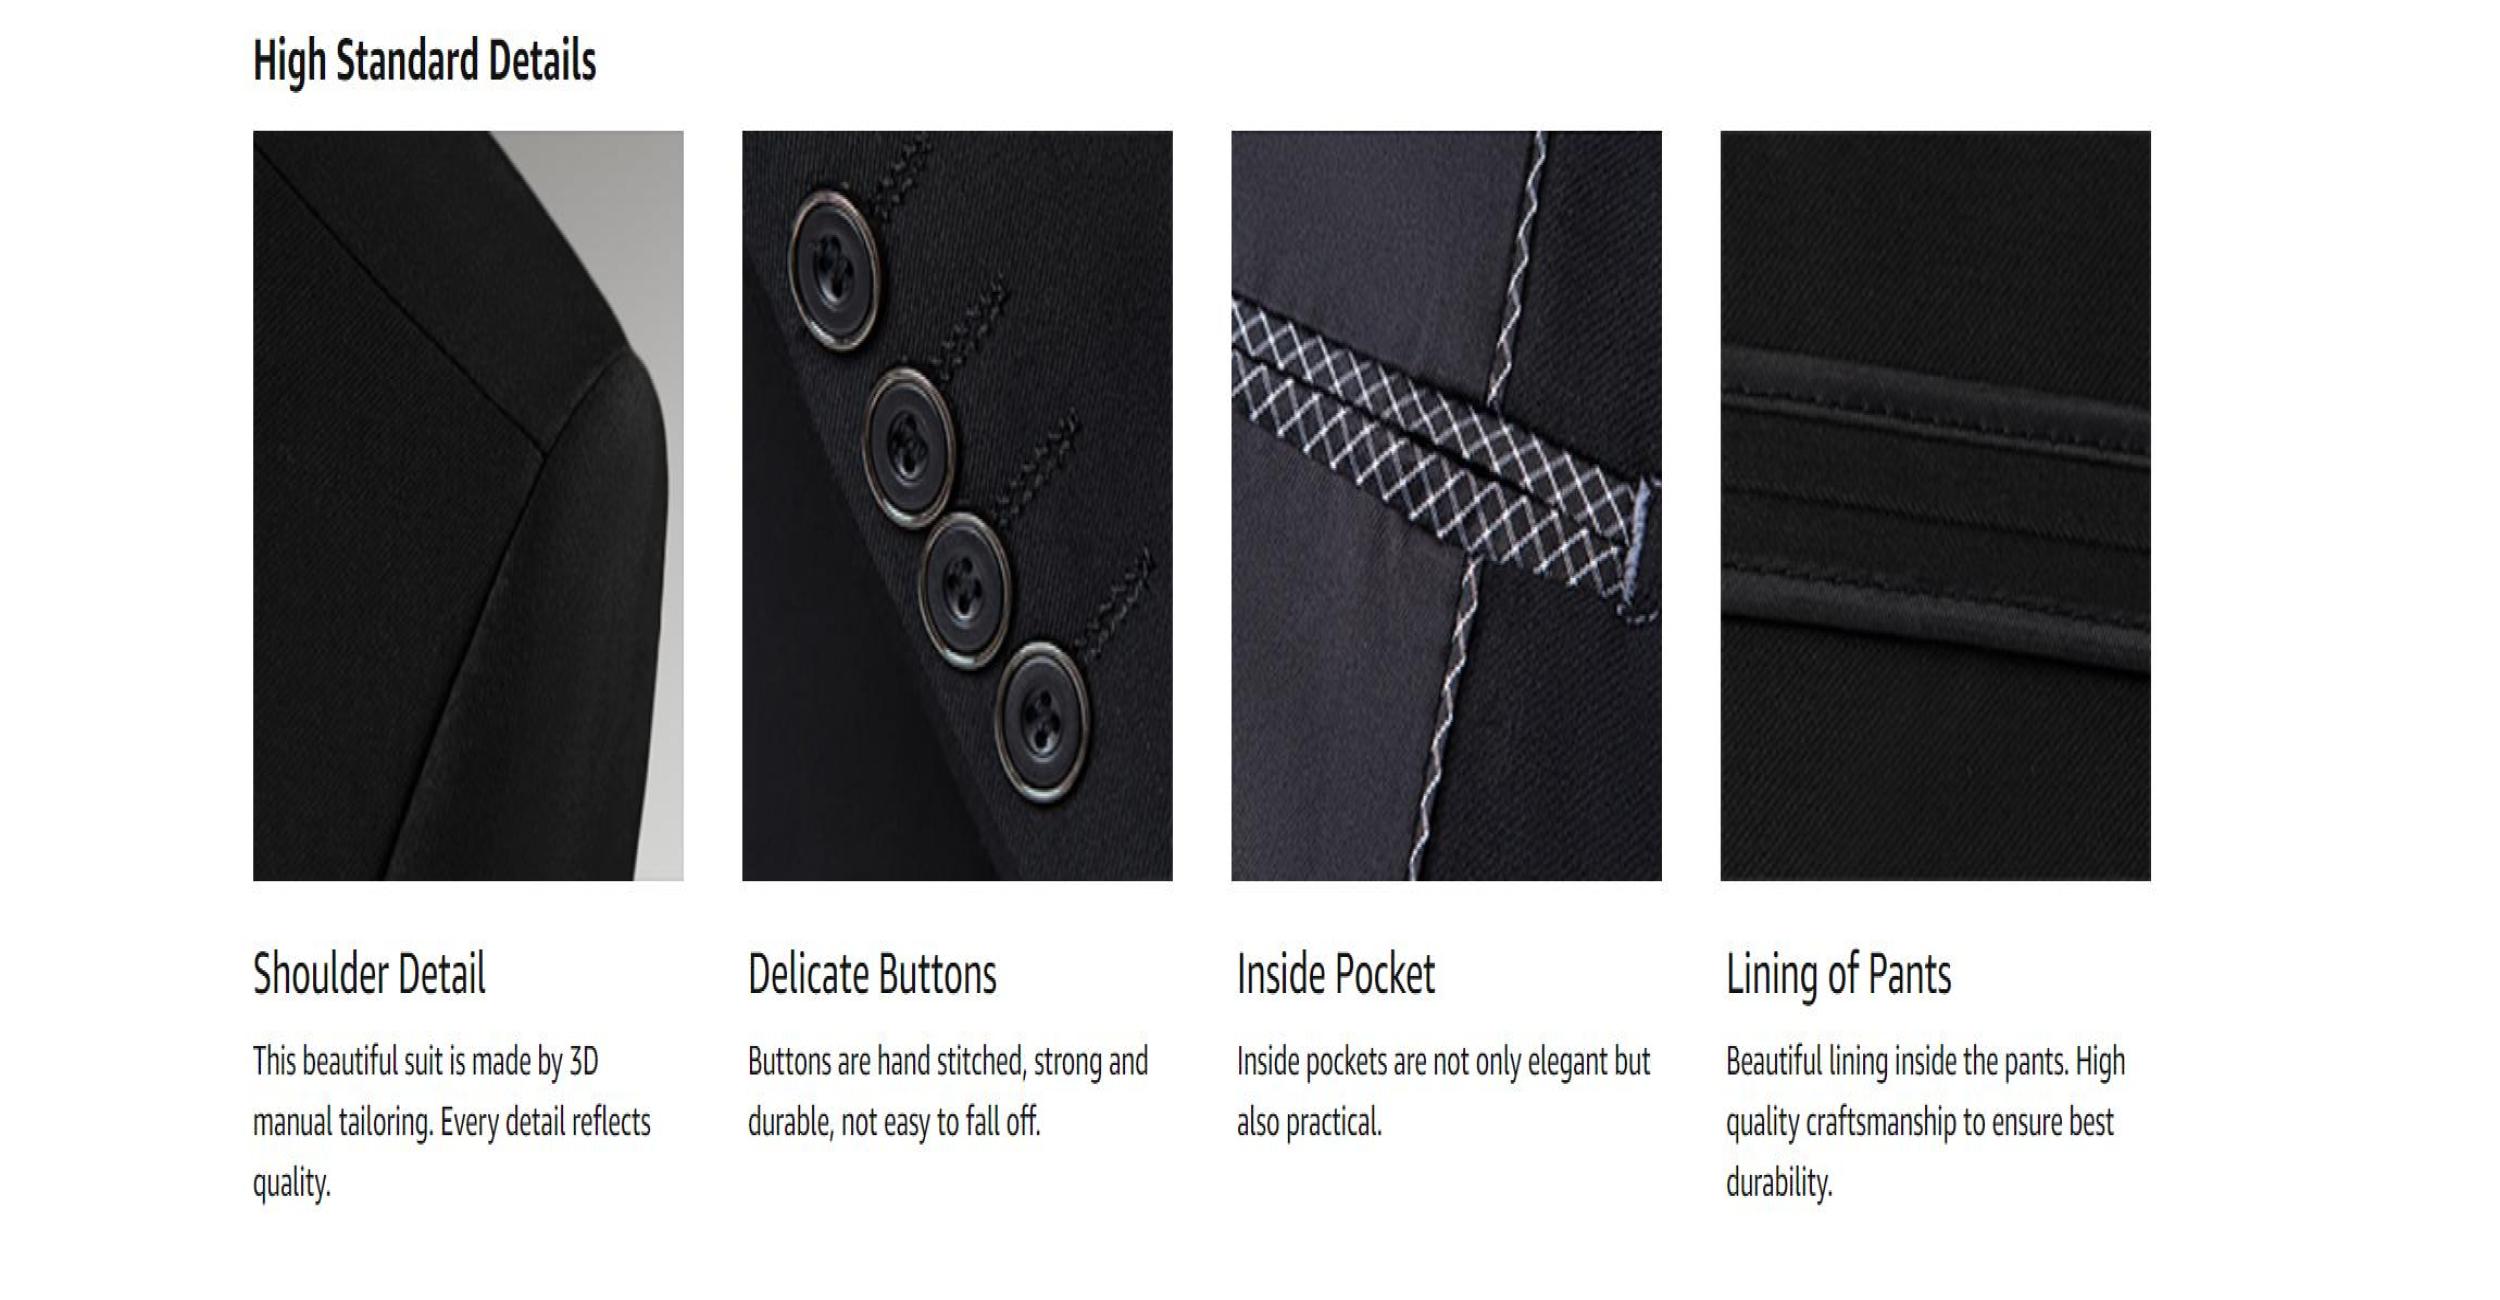 High Standard Details
Shoulder Detail
This beautiful suit is made by 3D
manual tailoring. Every detail reflects
quality.
Delicate Buttons
Buttons are hand stitched, strong and
durable, not easy to fall off.
Inside Pocket
Inside pockets are not only elegant but
also practical.
Lining of Pants
Beautiful lining inside the pants. High
quality craftsmanship to ensure best
durability.